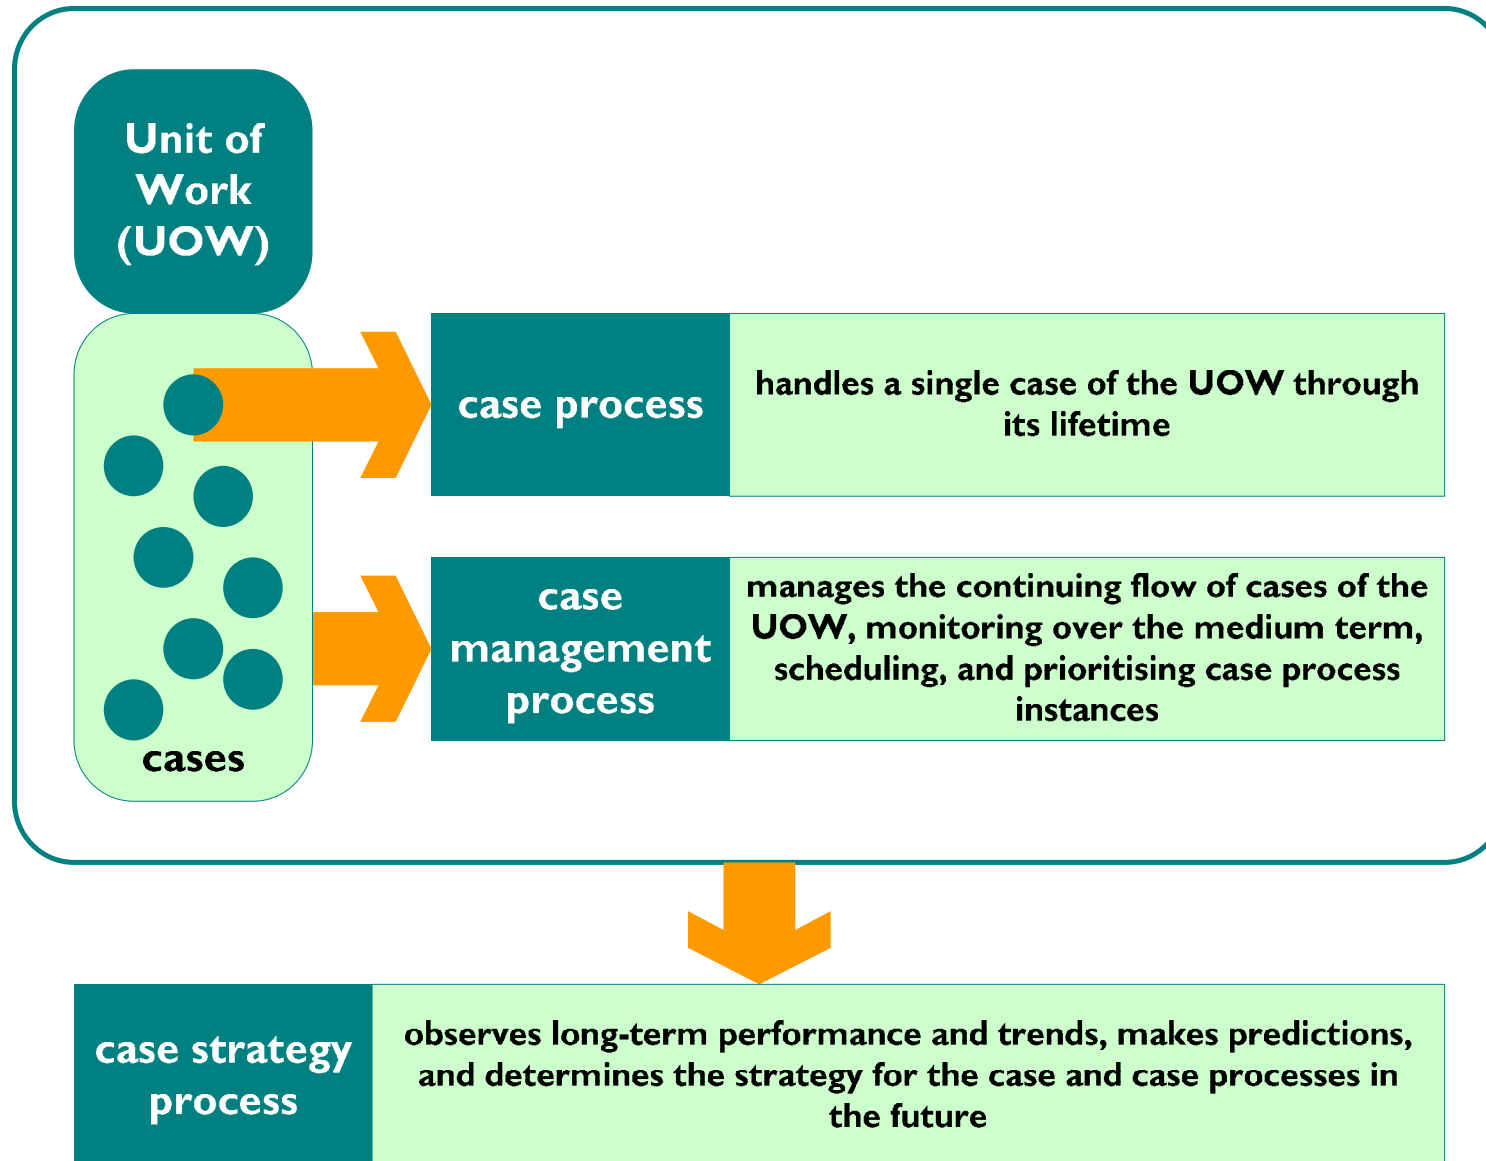 Unit of
Work
(UOW)
case process
handles a single case of the UOW through
its lifetime
case
management
process
manages the continuing flow of cases of the
UOW, monitoring over the medium term,
scheduling, and prioritising case process
instances
cases
case strategy
process
observes long-term performance and trends, makes predictions,
and determines the strategy for the case and case processes in
the future